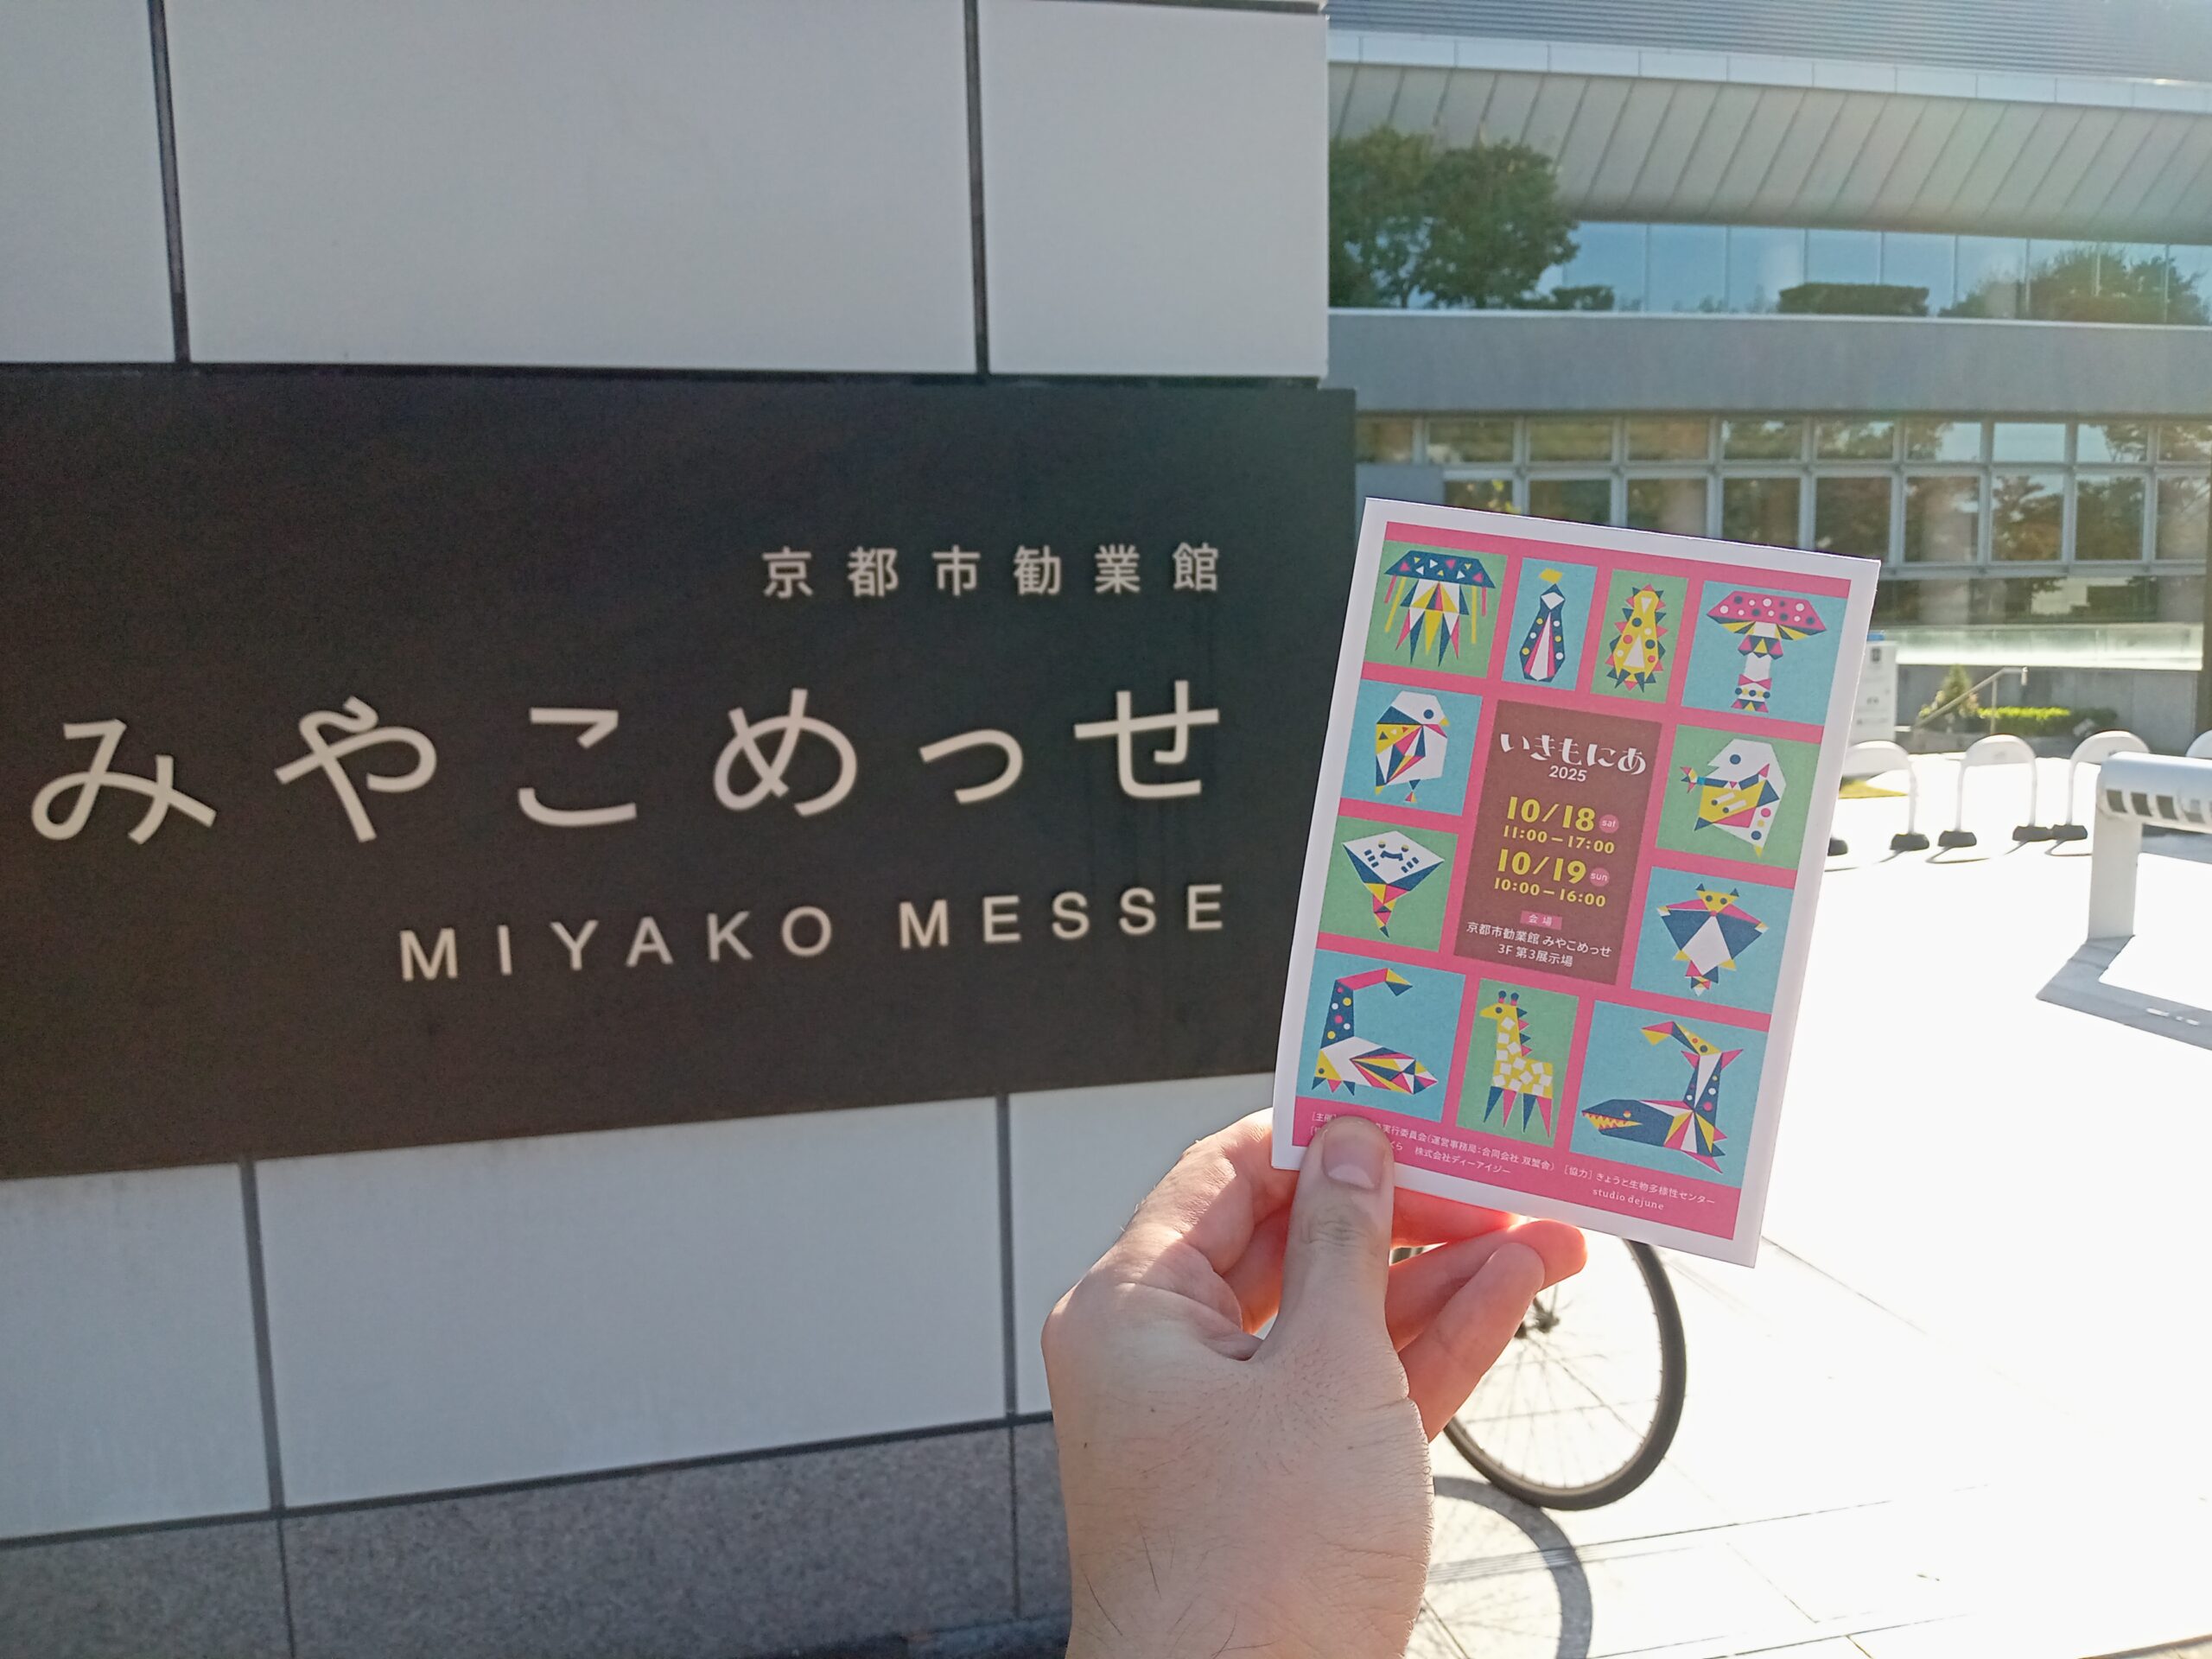 京都市勧業館
みやこめっせ
MIYAKO MESSE
いきもにあ
2025
10/18 sat
11:00－17:00
10/19 sun
10:00－16:00
会場
京都市勧業館 みやこめっせ
3F 第3展示場
[主催] 実行委員会（運営事務局：合同会社 双蟹舎） [協力] きょうと生物多様性センター
株式会社ディーアイジー studio dejune